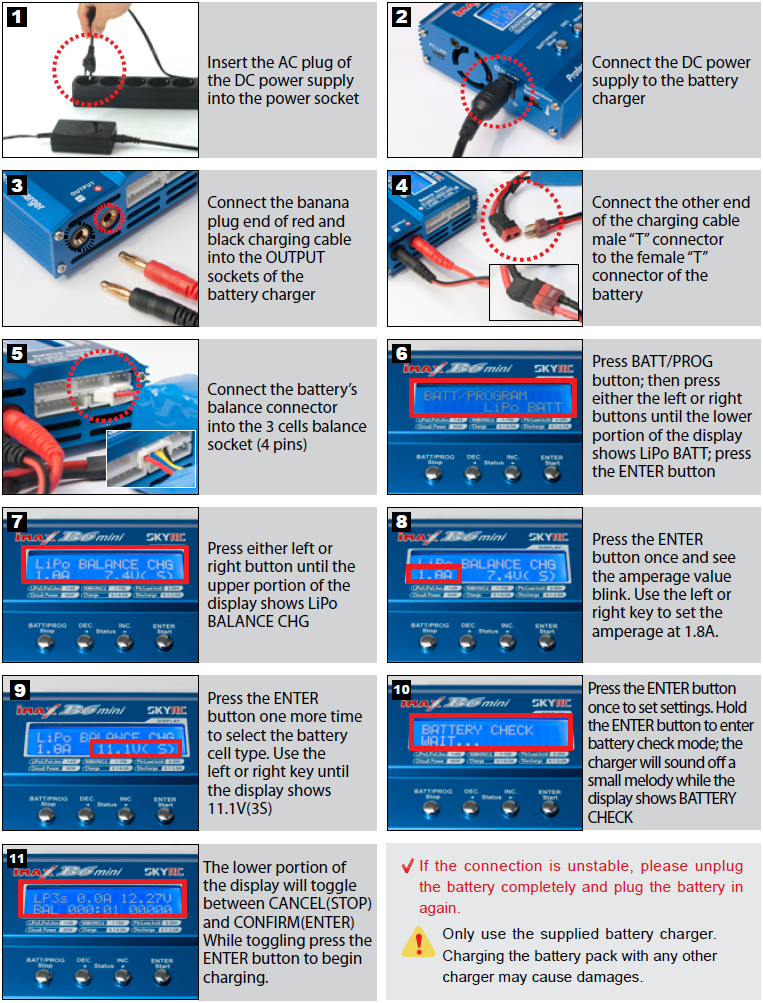 1
Insert the AC plug of
the DC power supply
into the power socket
2
Connect the DC power
supply to the battery
charger
3
OUTPUT
Connect the banana
plug end of red and
black charging cable
into the OUTPUT
sockets of the
battery charger
4
Connect the other end
of the charging cable
male “T” connector
to the female “T”
connector of the
battery
5
Connect the battery’s
balance connector
into the 3 cells balance
socket (4 pins)
6
iMAX B6mini SKYRC
BATT/PROGRAM
LiPo BATT
BATT/PROG DEC. INC. ENTER
Stop Status Start
Press BATT/PROG
button; then press
either the left or right
buttons until the lower
portion of the display
shows LiPo BATT; press
the ENTER button
7
iMAX B6mini SKYRC
LiPo BALANCE CHG
1.8A 7.4V( S)
BATT/PROG DEC. INC. ENTER
Stop Status Start
Press either left or
right button until the
upper portion of the
display shows LiPo
BALANCE CHG
8
iMAX B6mini SKYRC
DISPLAY
LiPo BALANCE CHG
1.8A 7.4V( S)
BATT/PROG DEC. INC. ENTER
Stop Status Start
Press the ENTER
button once and see
the amperage value
blink. Use the left or
right key to set the
amperage at 1.8A.
9
iMAX B6mini SKYRC
DISPLAY
LiPo BALANCE CHG
1.8A 11.1V( S)
BATT/PROG DEC. INC. ENTER
Stop Status Start
Press the ENTER
button one more time
to select the battery
cell type. Use the
left or right key until
the display shows
11.1V(3S)
10
iMAX B6mini SKYRC
BATTERY CHECK
WAIT...
BATT/PROG DEC. INC. ENTER
Stop Status Start
Press the ENTER button
once to set settings. Hold
the ENTER button to enter
battery check mode; the
charger will sound off a
small melody while the
display shows BATTERY
CHECK
11
iMAX B6mini SKYRC
LP3s 0.0A 12.27V
BAL 000:01 00000
BATT/PROG DEC. INC. ENTER
Stop Status Start
The lower portion of
the display will toggle
between CANCEL(STOP)
and CONFIRM(ENTER)
While toggling press the
ENTER button to begin
charging.
If the connection is unstable, please unplug
the battery completely and plug the battery in
again.
Only use the supplied battery charger.
Charging the battery pack with any other
charger may cause damages.